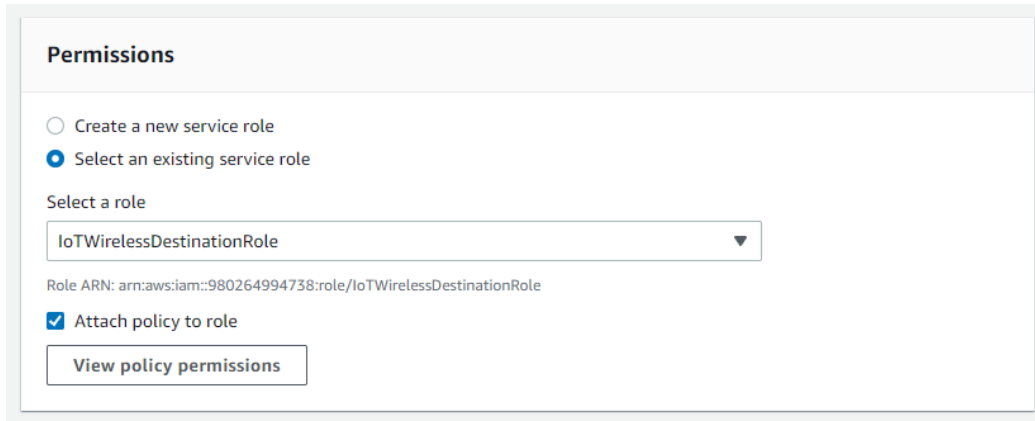 Permissions
Create a new service role
Select an existing service role
Select a role
IoTWirelessDestinationRole
Role ARN: arn:aws:iam::980264994738:role/IoTWirelessDestinationRole
Attach policy to role
View policy permissions